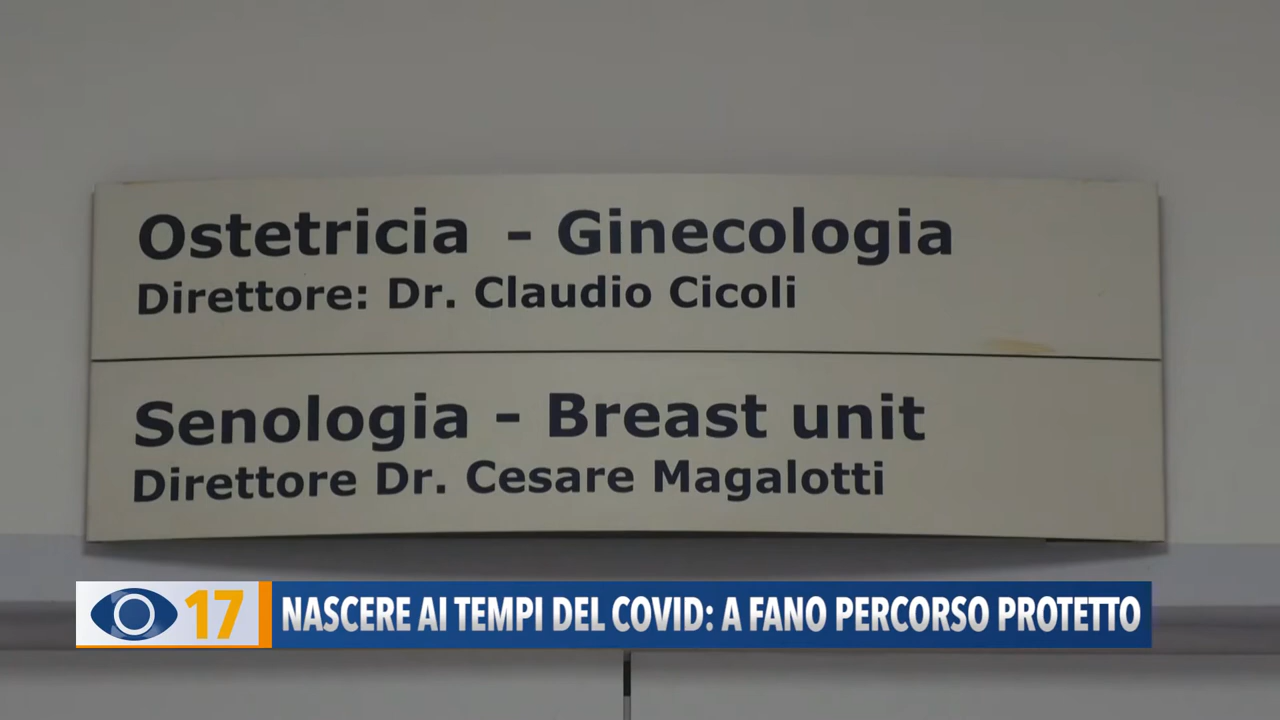 Ostetricia - Ginecologia
Direttore: Dr. Claudio Cicoli
Senologia - Breast unit
Direttore Dr. Cesare Magalotti
17 NASCERE AI TEMPI DEL COVID: A FANO PERCORSO PROTETTO